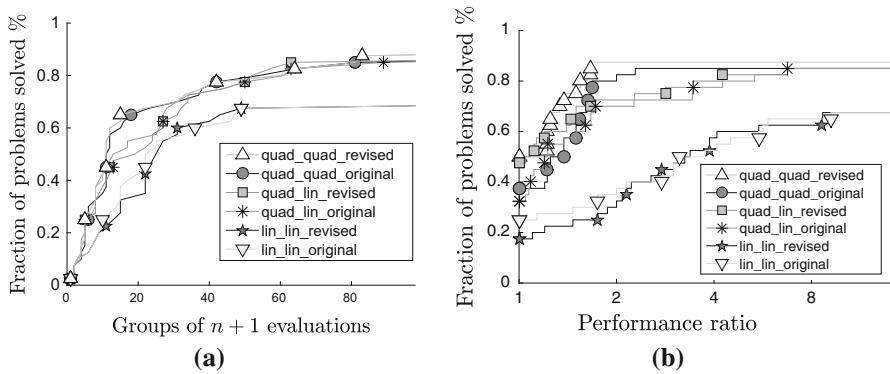 Fraction of problems solved %
1
0.8
0.6
0.4
0.2
0
0 20 40 60 80
Groups of n + 1 evaluations
quad_quad_revised
quad_quad_original
quad_lin_revised
quad_lin_original
lin_lin_revised
lin_lin_original
(a)
Fraction of problems solved %
1
0.8
0.6
0.4
0.2
0
1 2 4 8
Performance ratio
quad_quad_revised
quad_quad_original
quad_lin_revised
quad_lin_original
lin_lin_revised
lin_lin_original
(b)